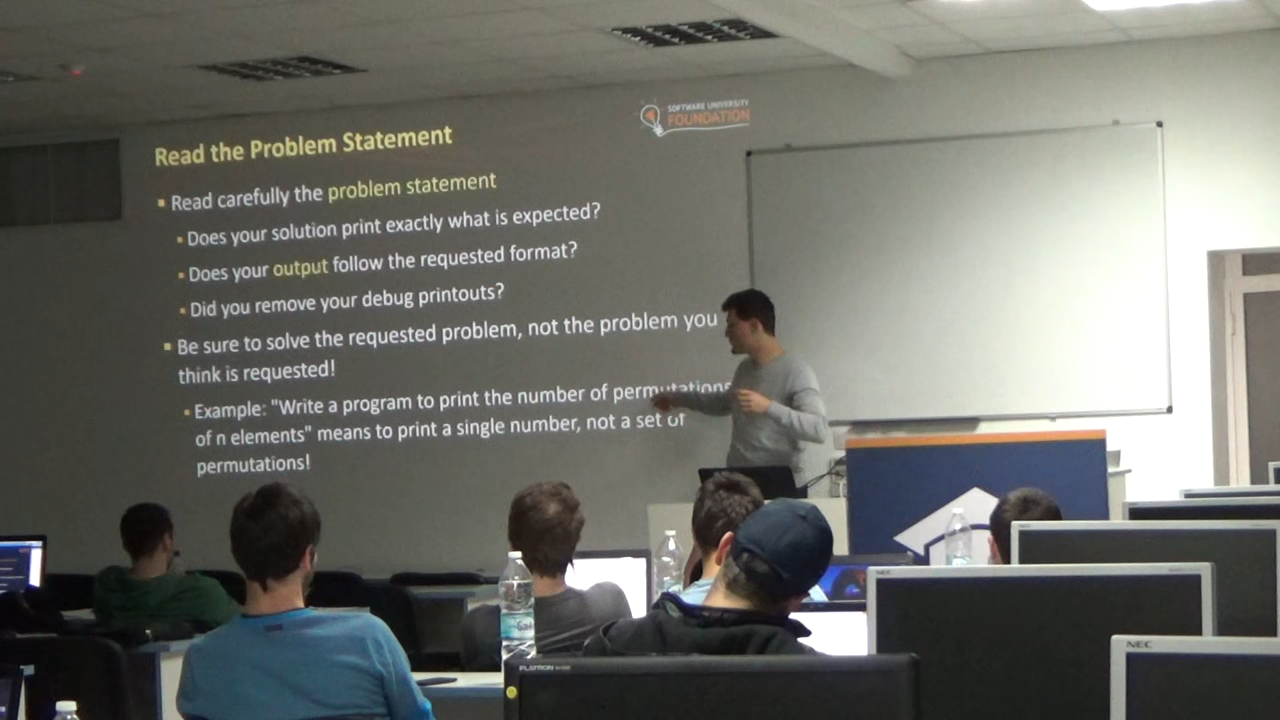 SOFTWARE UNIVERSITY
FOUNDATION
Read the Problem Statement
▪ Read carefully the problem statement
▪ Does your solution print exactly what is expected?
▪ Does your output follow the requested format?
▪ Did you remove your debug printouts?
▪ Be sure to solve the requested problem, not the problem you
think is requested!
▪ Example: "Write a program to print the number of permutations
of n elements" means to print a single number, not a set of
permutations!
FLATRON
NEC
NEC